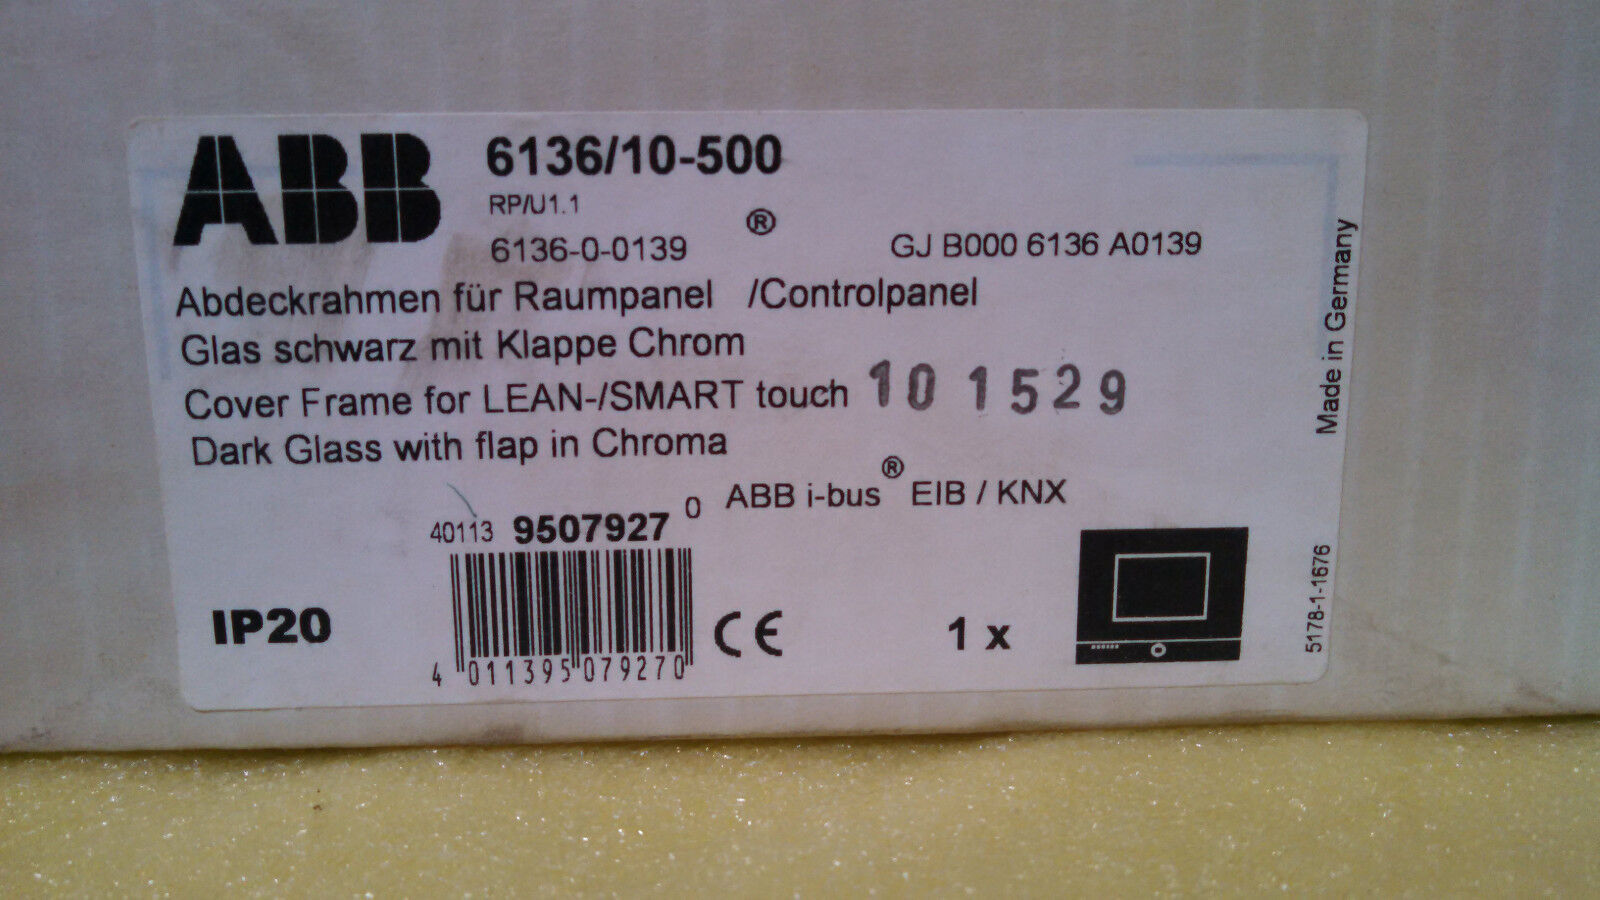 ABB
6136/10-500
RP/U1.1
®
6136-0-0139
GJ B000 6136 A0139
Abdeckrahmen für Raumpanel /Controlpanel
Glas schwarz mit Klappe Chrom
Cover Frame for LEAN-/SMART touch 101529
Dark Glass with flap in Chroma
ABB i-bus® EIB / KNX
40113 9507927 0
IP20
4 011395 079270
CE
1 x
Made in Germany
5178-1-1676